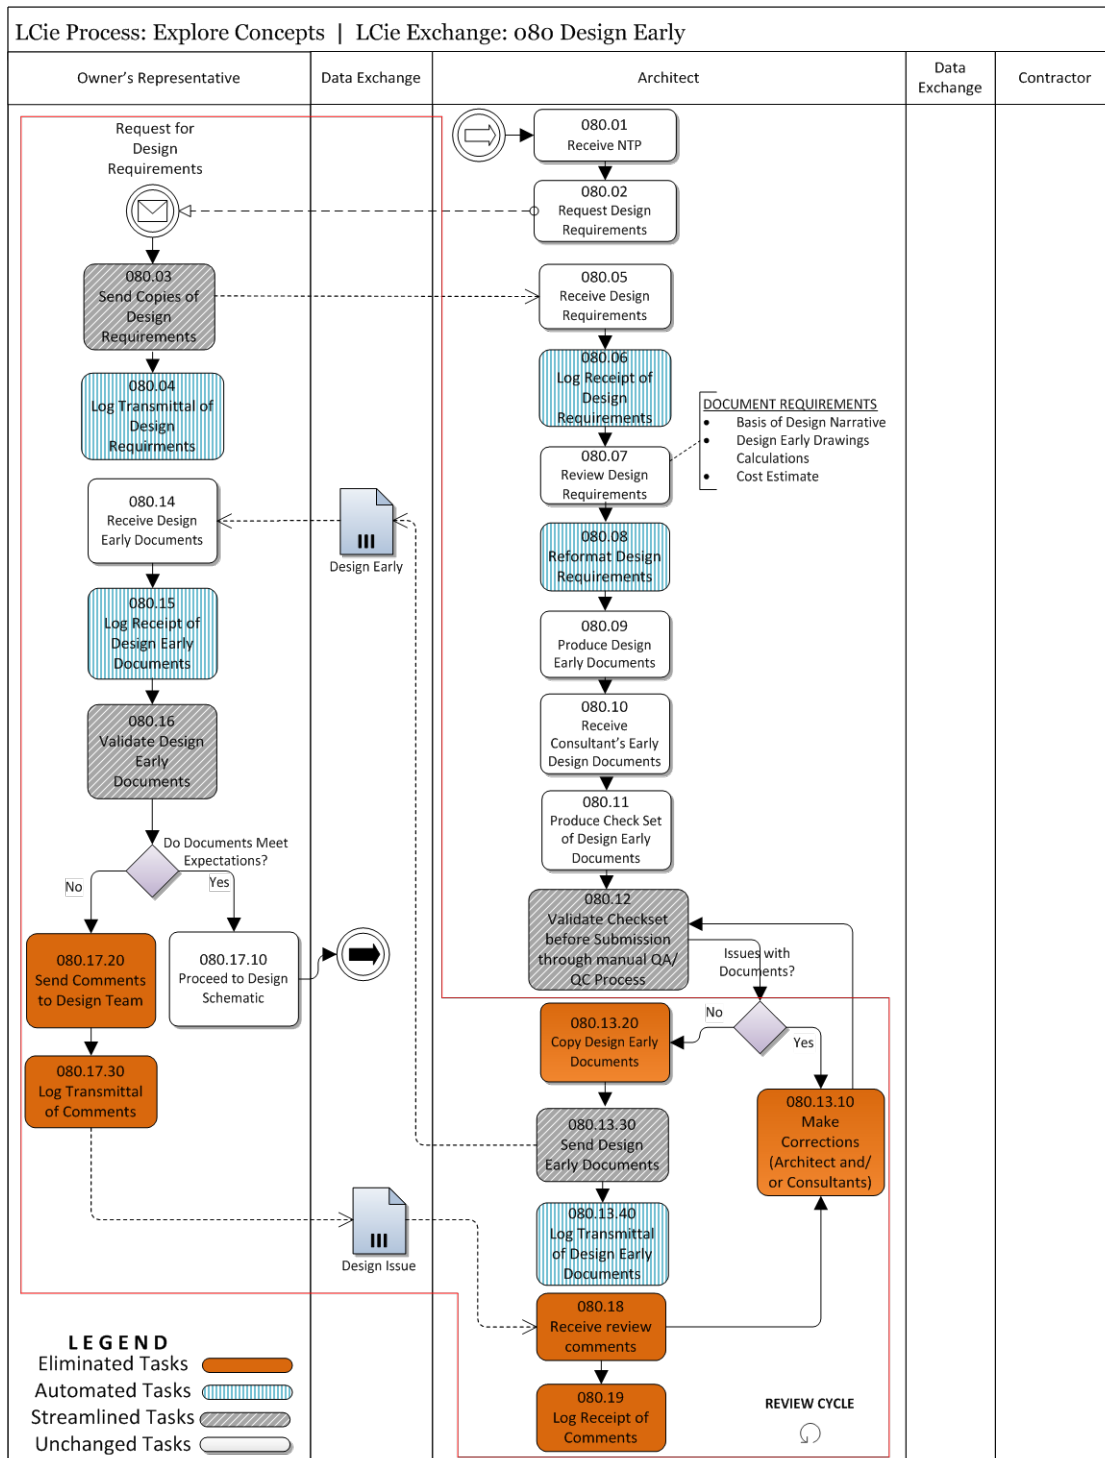 LCie Process: Explore Concepts | LCie Exchange: 080 Design Early
Owner's Representative
Data Exchange
Architect
Data
Exchange
Contractor
Request for
Design
Requirements
080.01
Receive NTP
080.02
Request Design
Requirements
080.03
Send Copies of
Design
Requirements
080.05
Receive Design
Requirements
080.04
Log Transmittal of
Design
Requirments
080.06
Log Receipt of
Design
Requirements
DOCUMENT REQUIREMENTS
• Basis of Design Narrative
• Design Early Drawings
Calculations
• Cost Estimate
080.07
Review Design
Requirements
080.14
Receive Design
Early Documents
Design Early
080.08
Reformat Design
Requirements
080.15
Log Receipt of
Design Early
Documents
080.09
Produce Design
Early Documents
080.16
Validate Design
Early
Documents
080.10
Receive
Consultant's Early
Design Documents
080.11
Produce Check Set
of Design Early
Documents
Do Documents Meet
Expectations?
No
Yes
080.12
Validate Checkset
before Submission
through manual QA/
QC Process
Issues with
Documents?
080.17.20
Send Comments
to Design Team
080.17.10
Proceed to Design
Schematic
No
Yes
080.13.20
Copy Design Early
Documents
080.17.30
Log Transmittal
of Comments
080.13.10
Make
Corrections
(Architect and/
or Consultants)
080.13.30
Send Design
Early Documents
Design Issue
080.13.40
Log Transmittal
of Design Early
Documents
080.18
Receive review
comments
080.19
Log Receipt of
Comments
REVIEW CYCLE
LEGEND
Eliminated Tasks
Automated Tasks
Streamlined Tasks
Unchanged Tasks